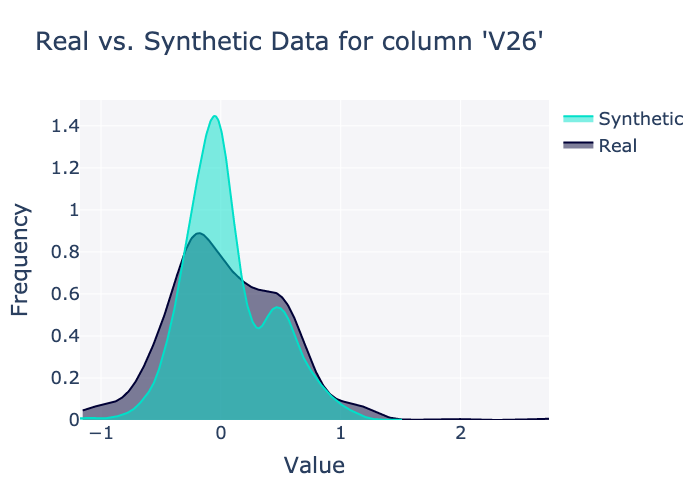 Real vs. Synthetic Data for column 'V26'
Synthetic
Real
1.4
1.2
1
0.8
0.6
0.4
0.2
0
−1
0
1
2
Frequency
Value